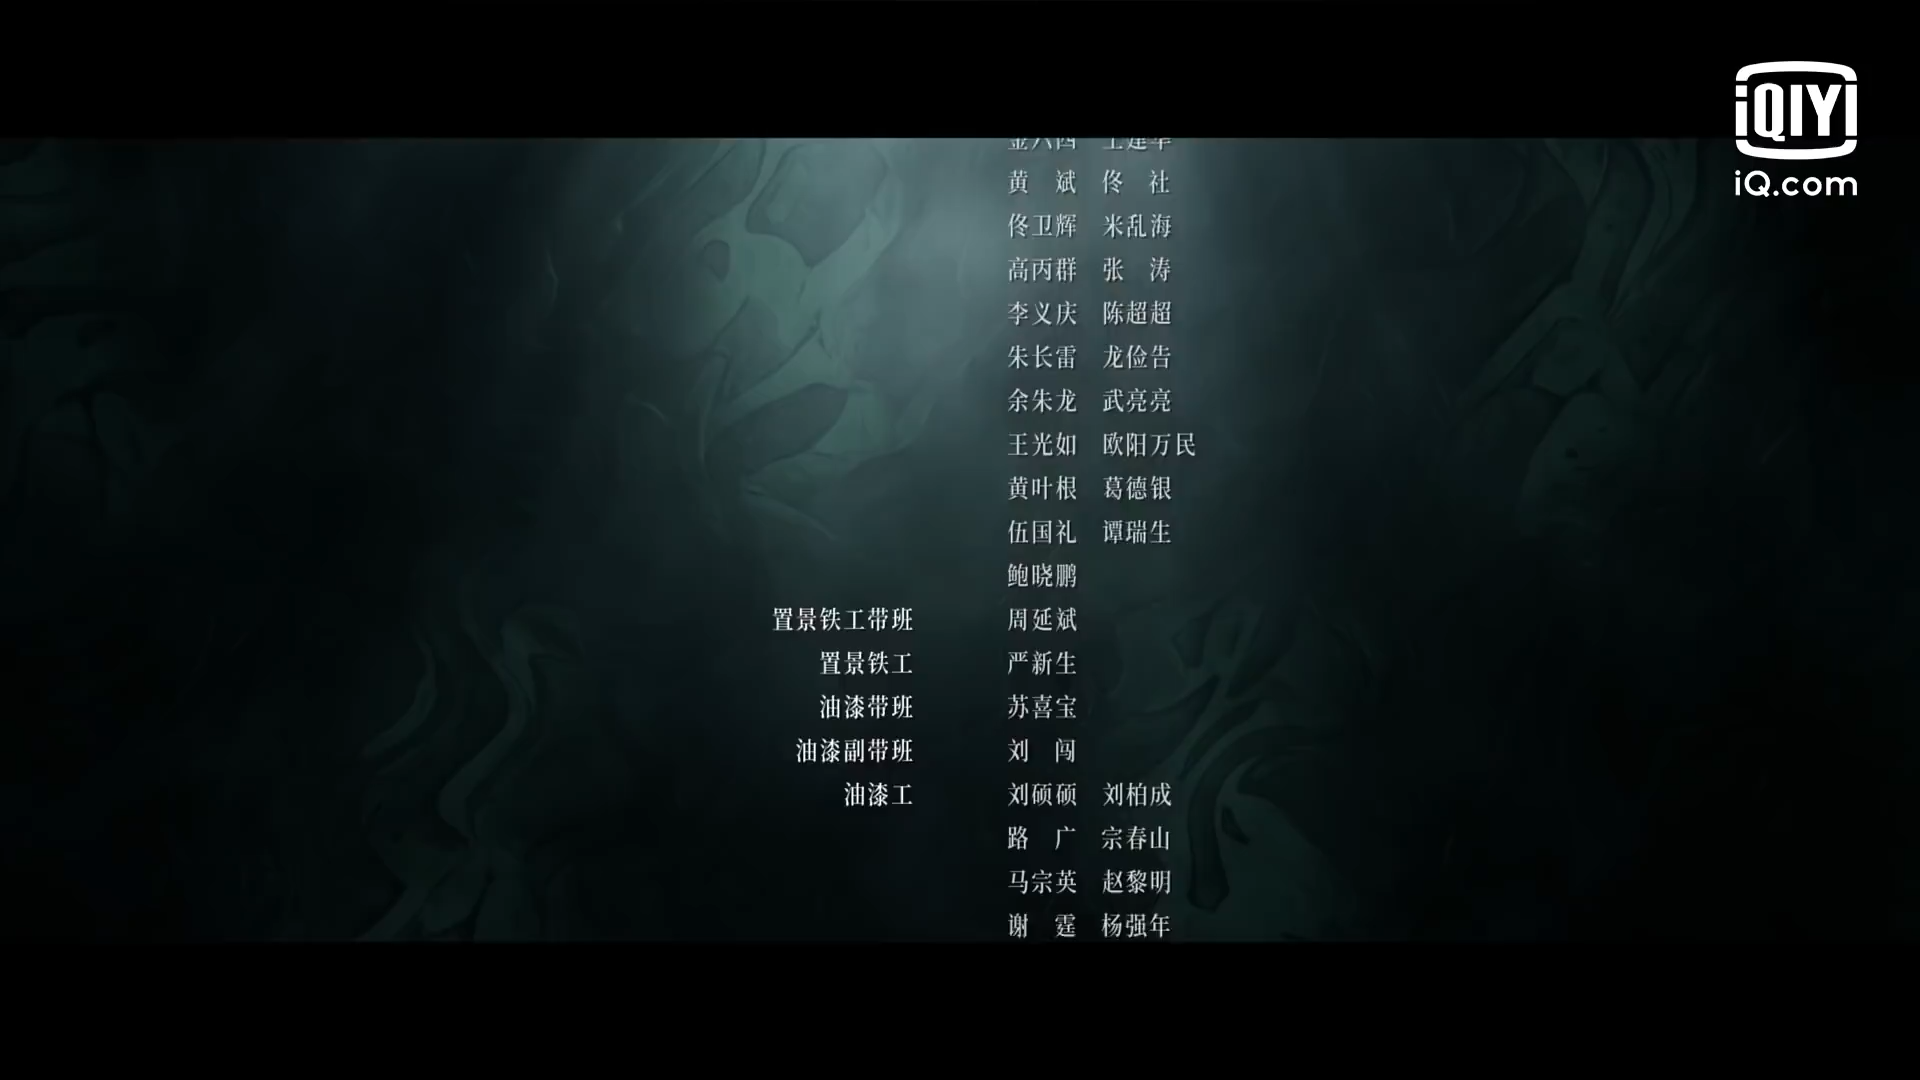 iQIYI
iQ.com
黄　斌　佟　社
佟卫辉　米乱海
高丙群　张　涛
李义庆　陈超超
朱长雷　龙俭告
余朱龙　武亮亮
王光如　欧阳万民
黄叶根　葛德银
伍国礼　谭瑞生
鲍晓鹏
置景铁工带班　周延斌
置景铁工　严新生
油漆带班　苏喜宝
油漆副带班　刘　闯
油漆工　刘硕硕　刘柏成
路　广　宗春山
马宗英　赵黎明
谢　霆　杨强年